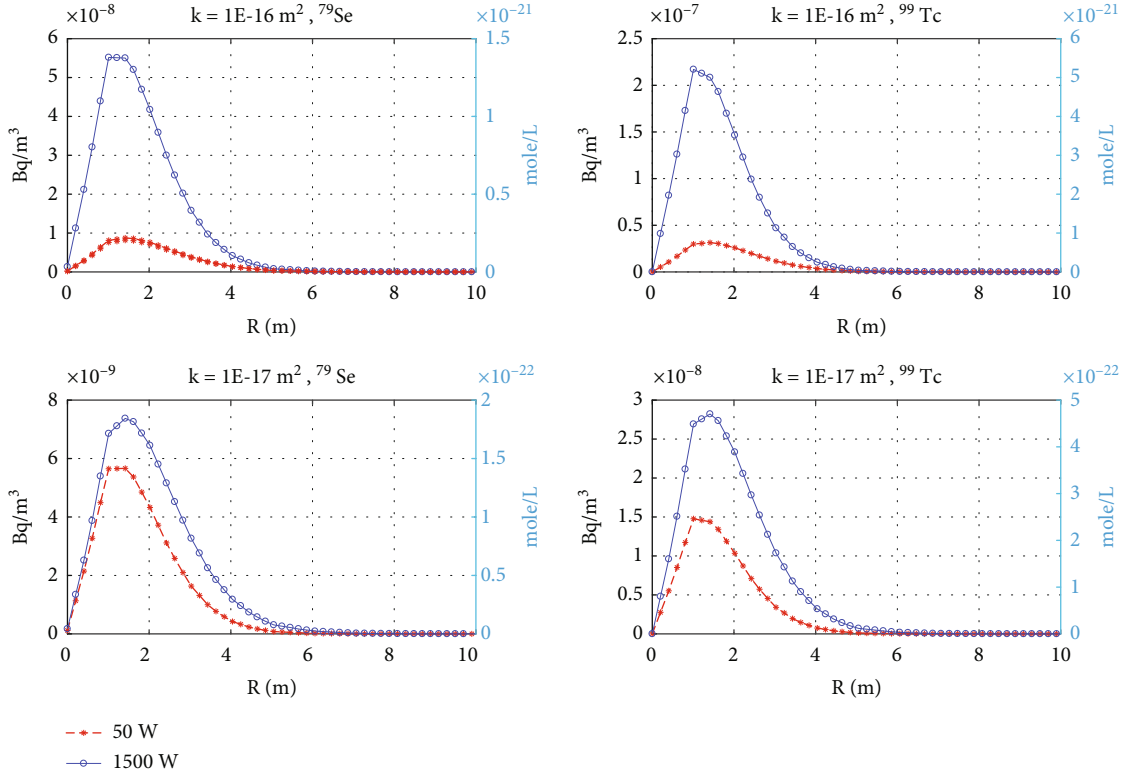 ×10⁻⁸ k = 1E-16 m², ⁷⁹Se ×10⁻²¹
6 1.5
5
4 1
3
2 0.5
1
0 0
Bq/m³
mole/L
0 2 4 6 8 10
R (m)
×10⁻⁷ k = 1E-16 m², ⁹⁹ Tc ×10⁻²¹
2.5 6
2 5
1.5 4
3
1 2
0.5 1
0 0
Bq/m³
mole/L
0 2 4 6 8 10
R (m)
×10⁻⁹ k = 1E-17 m², ⁷⁹ Se ×10⁻²²
8 2
6 1.5
4 1
2 0.5
0 0
Bq/m³
mole/L
0 2 4 6 8 10
R (m)
×10⁻⁸ k = 1E-17 m², ⁹⁹ Tc ×10⁻²²
3 5
2.5 4
2 3
1.5
1 2
0.5 1
0 0
Bq/m³
mole/L
0 2 4 6 8 10
R (m)
50 W
1500 W